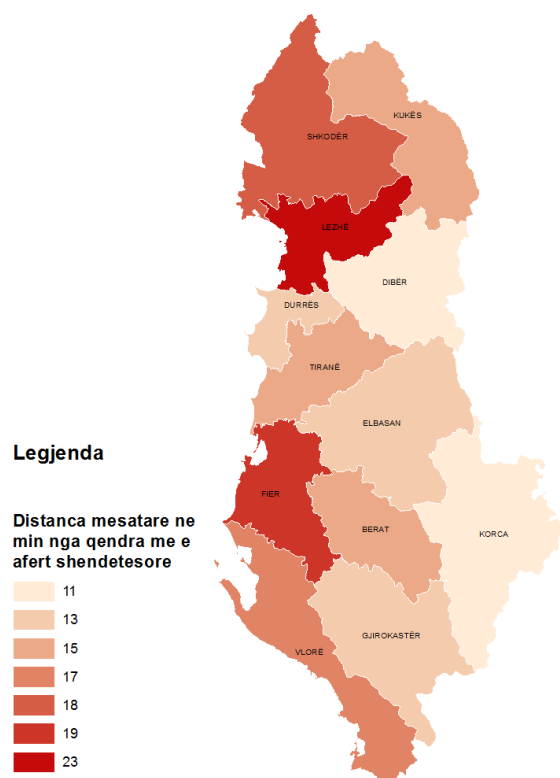 KUKËS
SHKODËR
LEZHË
DIBËR
DURRËS
TIRANË
ELBASAN
Legjenda
FIER
Distanca mesatare ne
min nga qendra me e
afert shendetesore
BERAT
KORCA
11
13
GJIROKASTËR
15
VLORË
17
18
19
23